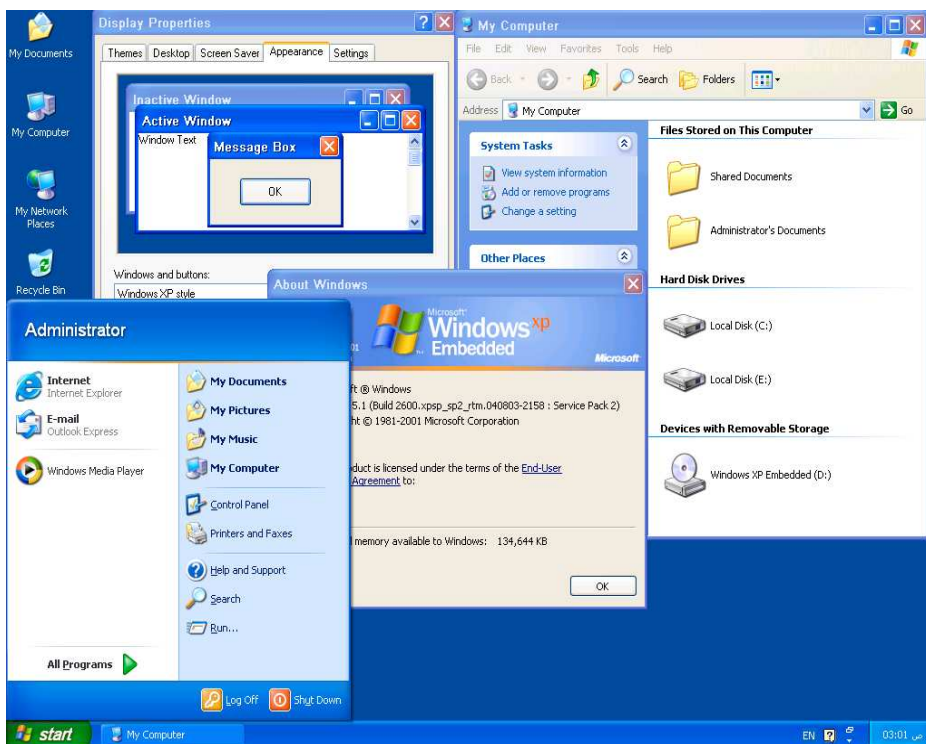 My Documents
My Computer
My Network
Places
Recycle Bin
Display Properties
Themes Desktop Screen Saver Appearance Settings
Inactive Window
Active Window
Window Text
Message Box
OK
Windows and buttons:
Windows XP style
My Computer
File Edit View Favorites Tools Help
Back Search Folders
Address My Computer Go
System Tasks
View system information
Add or remove programs
Change a setting
Other Places
Files Stored on This Computer
Shared Documents
Administrator's Documents
Hard Disk Drives
Local Disk (C:)
Local Disk (E:)
Devices with Removable Storage
Windows XP Embedded (D:)
About Windows
Microsoft
Windows xp
Embedded
Microsoft
01
ft ® Windows
5.1 (Build 2600.xpsp_sp2_rtm.040803-2158 : Service Pack 2)
ht © 1981-2001 Microsoft Corporation
duct is licensed under the terms of the End-User
Agreement to:
memory available to Windows: 134,644 KB
OK
Administrator
Internet
Internet Explorer
E-mail
Outlook Express
Windows Media Player
All Programs
My Documents
My Pictures
My Music
My Computer
Control Panel
Printers and Faxes
Help and Support
Search
Run...
Log Off Shut Down
start My Computer EN 03:01 ص